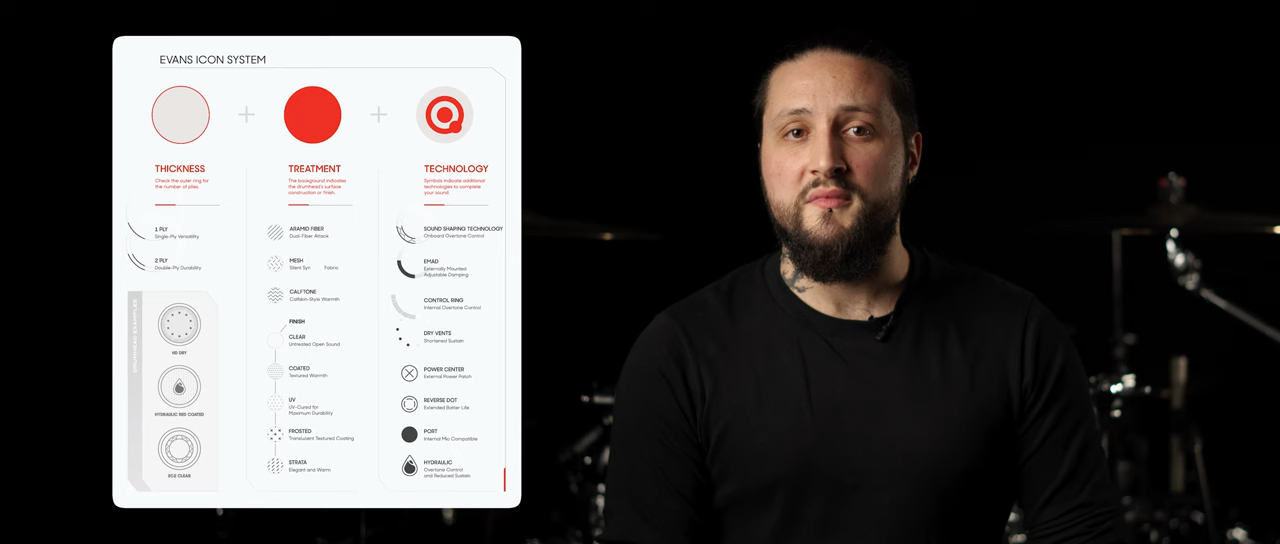 EVANS ICON SYSTEM
THICKNESS
Check the outer ring for
the number of plies.
1 PLY
Single-Ply Versatility
2 PLY
Double-Ply Durability
DRUMHEAD EXAMPLES
HD DRY
HYDRAULIC RED COATED
EC2 CLEAR
TREATMENT
The background indicates
the drumhead's surface
construction or finish.
ARAMID FIBER
Dual-Fiber Attack
MESH
Silent Syn Fabric
CALFTONE
Calfskin-Style Warmth
FINISH
CLEAR
Untreated Open Sound
COATED
Textured Warmth
UV
UV-Cured for
Maximum Durability
FROSTED
Translucent Textured Coating
STRATA
Elegant and Warm
TECHNOLOGY
Symbols indicate additional
technologies to complete
your sound.
SOUND SHAPING TECHNOLOGY
Onboard Overtone Control
EMAD
Externally Mounted
Adjustable Damping
CONTROL RING
Internal Overtone Control
DRY VENTS
Shortened Sustain
POWER CENTER
External Power Patch
REVERSE DOT
Extended Batter Life
PORT
Internal Mic Compatible
HYDRAULIC
Overtone Control
and Reduced Sustain